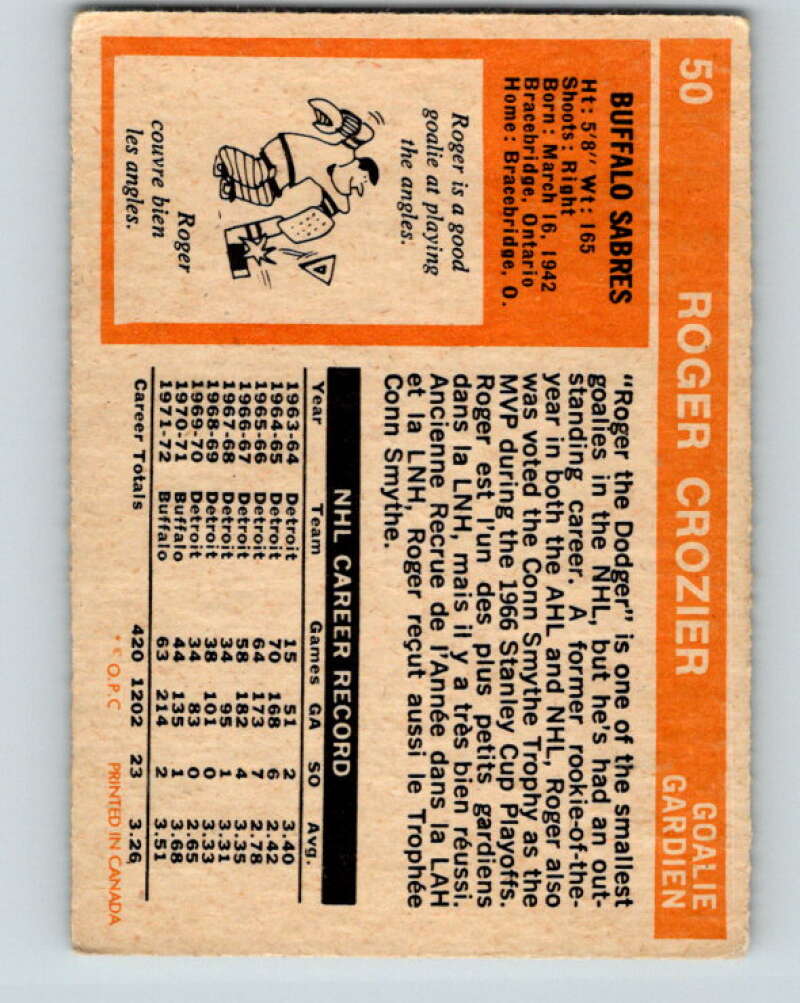 50 ROGER CROZIER GOALIE
GARDIEN
BUFFALO SABRES
Ht: 5'8" Wt: 165
Shoots: Right
Born: March 16, 1942
Bracebridge, Ontario
Home: Bracebridge, O.
Roger is a good
goalie at playing
the angles.
Roger
couvre bien
les angles.
"Roger the Dodger" is one of the smallest
goalies in the NHL, but he's had an out-
standing career. A former rookie-of-the-
year in both the AHL and NHL, Roger also
was voted the Conn Smythe Trophy as the
MVP during the 1966 Stanley Cup Playoffs.
Roger est l'un des plus petits gardiens
dans la LNH, mais il y a très bien réussi.
Ancienne Recrue de l'Année dans la LAH
et la LNH, Roger reçut aussi le Trophée
Conn Smythe.
NHL CAREER RECORD
Year Team Games GA SO Avg.
1963-64 Detroit 15 51 2 3.40
1964-65 Detroit 70 168 6 2.42
1965-66 Detroit 64 173 7 2.78
1966-67 Detroit 58 182 4 3.35
1967-68 Detroit 34 95 1 3.31
1968-69 Detroit 38 101 0 3.33
1969-70 Detroit 34 83 0 2.65
1970-71 Buffalo 44 135 1 3.68
1971-72 Buffalo 63 214 2 3.51
Career Totals 420 1202 23 3.26
* © O.P.C PRINTED IN CANADA